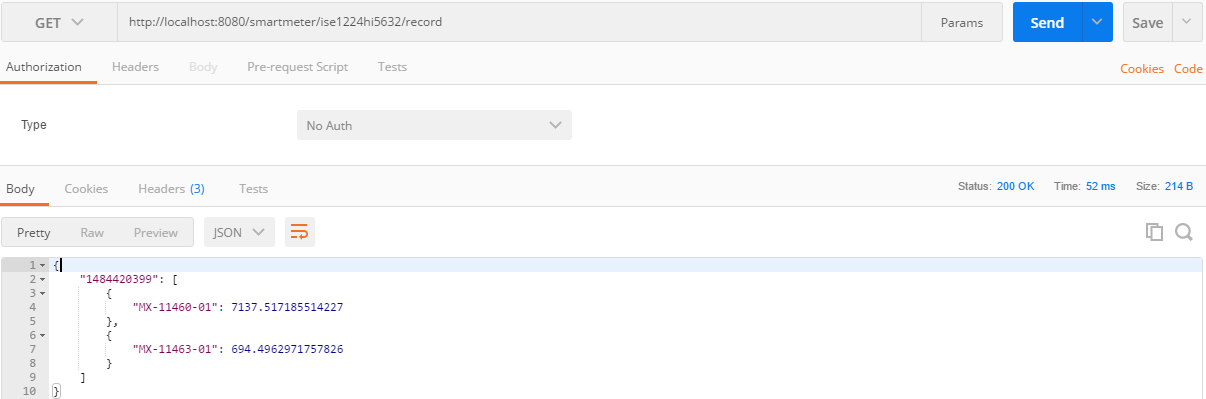 GET http://localhost:8080/smartmeter/ise1224hi5632/record Params Send Save
Authorization Headers Body Pre-request Script Tests Cookies Code
Type No Auth
Body Cookies Headers (3) Tests Status: 200 OK Time: 52 ms Size: 214 B
Pretty Raw Preview JSON
1 {
2 "1484420399": [
3 {
4 "MX-11460-01": 7137.517185514227
5 },
6 {
7 "MX-11463-01": 694.4962971757826
8 }
9 ]
10 }